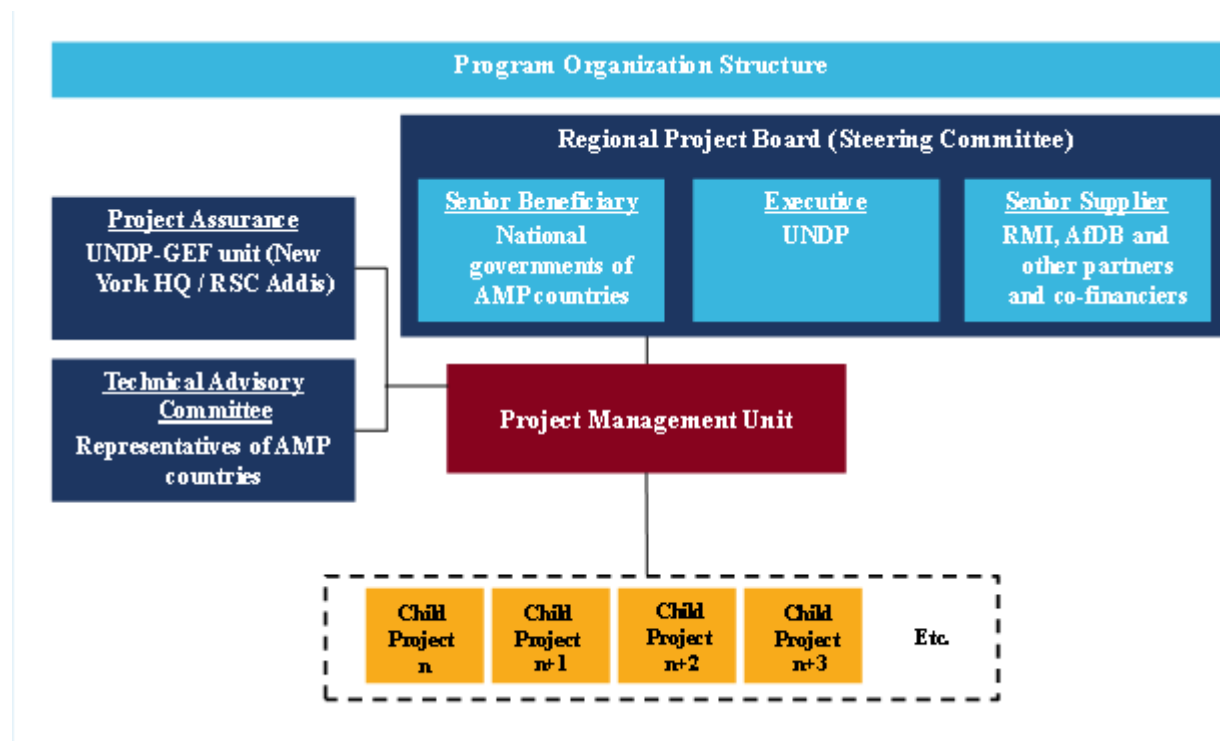 Program Organization Structure
Regional Project Board (Steering Committee)
Senior Beneficiary
National
governments of
AMP countries
Executive
UNDP
Senior Supplier
RMI, AfDB and
other partners
and co-financiers
Project Assurance
UNDP-GEF unit (New
York HQ / RSC Addis)
Technical Advisory
Committee
Representatives of AMP
countries
Project Management Unit
Child
Project
n
Child
Project
n+1
Child
Project
n+2
Child
Project
n+3
Etc.